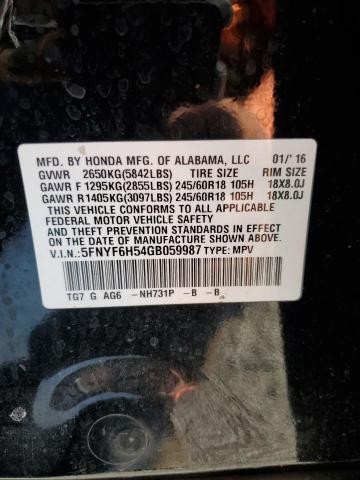 MFD. BY HONDA MFG. OF ALABAMA, LLC 01/'16
GVWR 2650KG(5842LBS) TIRE SIZE RIM SIZE
GAWR F 1295KG(2855LBS) 245/60R18 105H 18X8.0J
GAWR R 1405KG(3097LBS) 245/60R18 105H 18X8.0J
THIS VEHICLE CONFORMS TO ALL APPLICABLE
FEDERAL MOTOR VEHICLE SAFETY
AND THEFT PREVENTION STANDARDS IN EFFECT
ON THE DATE OF MANUFACTURE SHOWN ABOVE.
V.I.N.: 5FNYF6H54GB059987 TYPE: MPV
TG7 G AG6 -NH731P -B -B